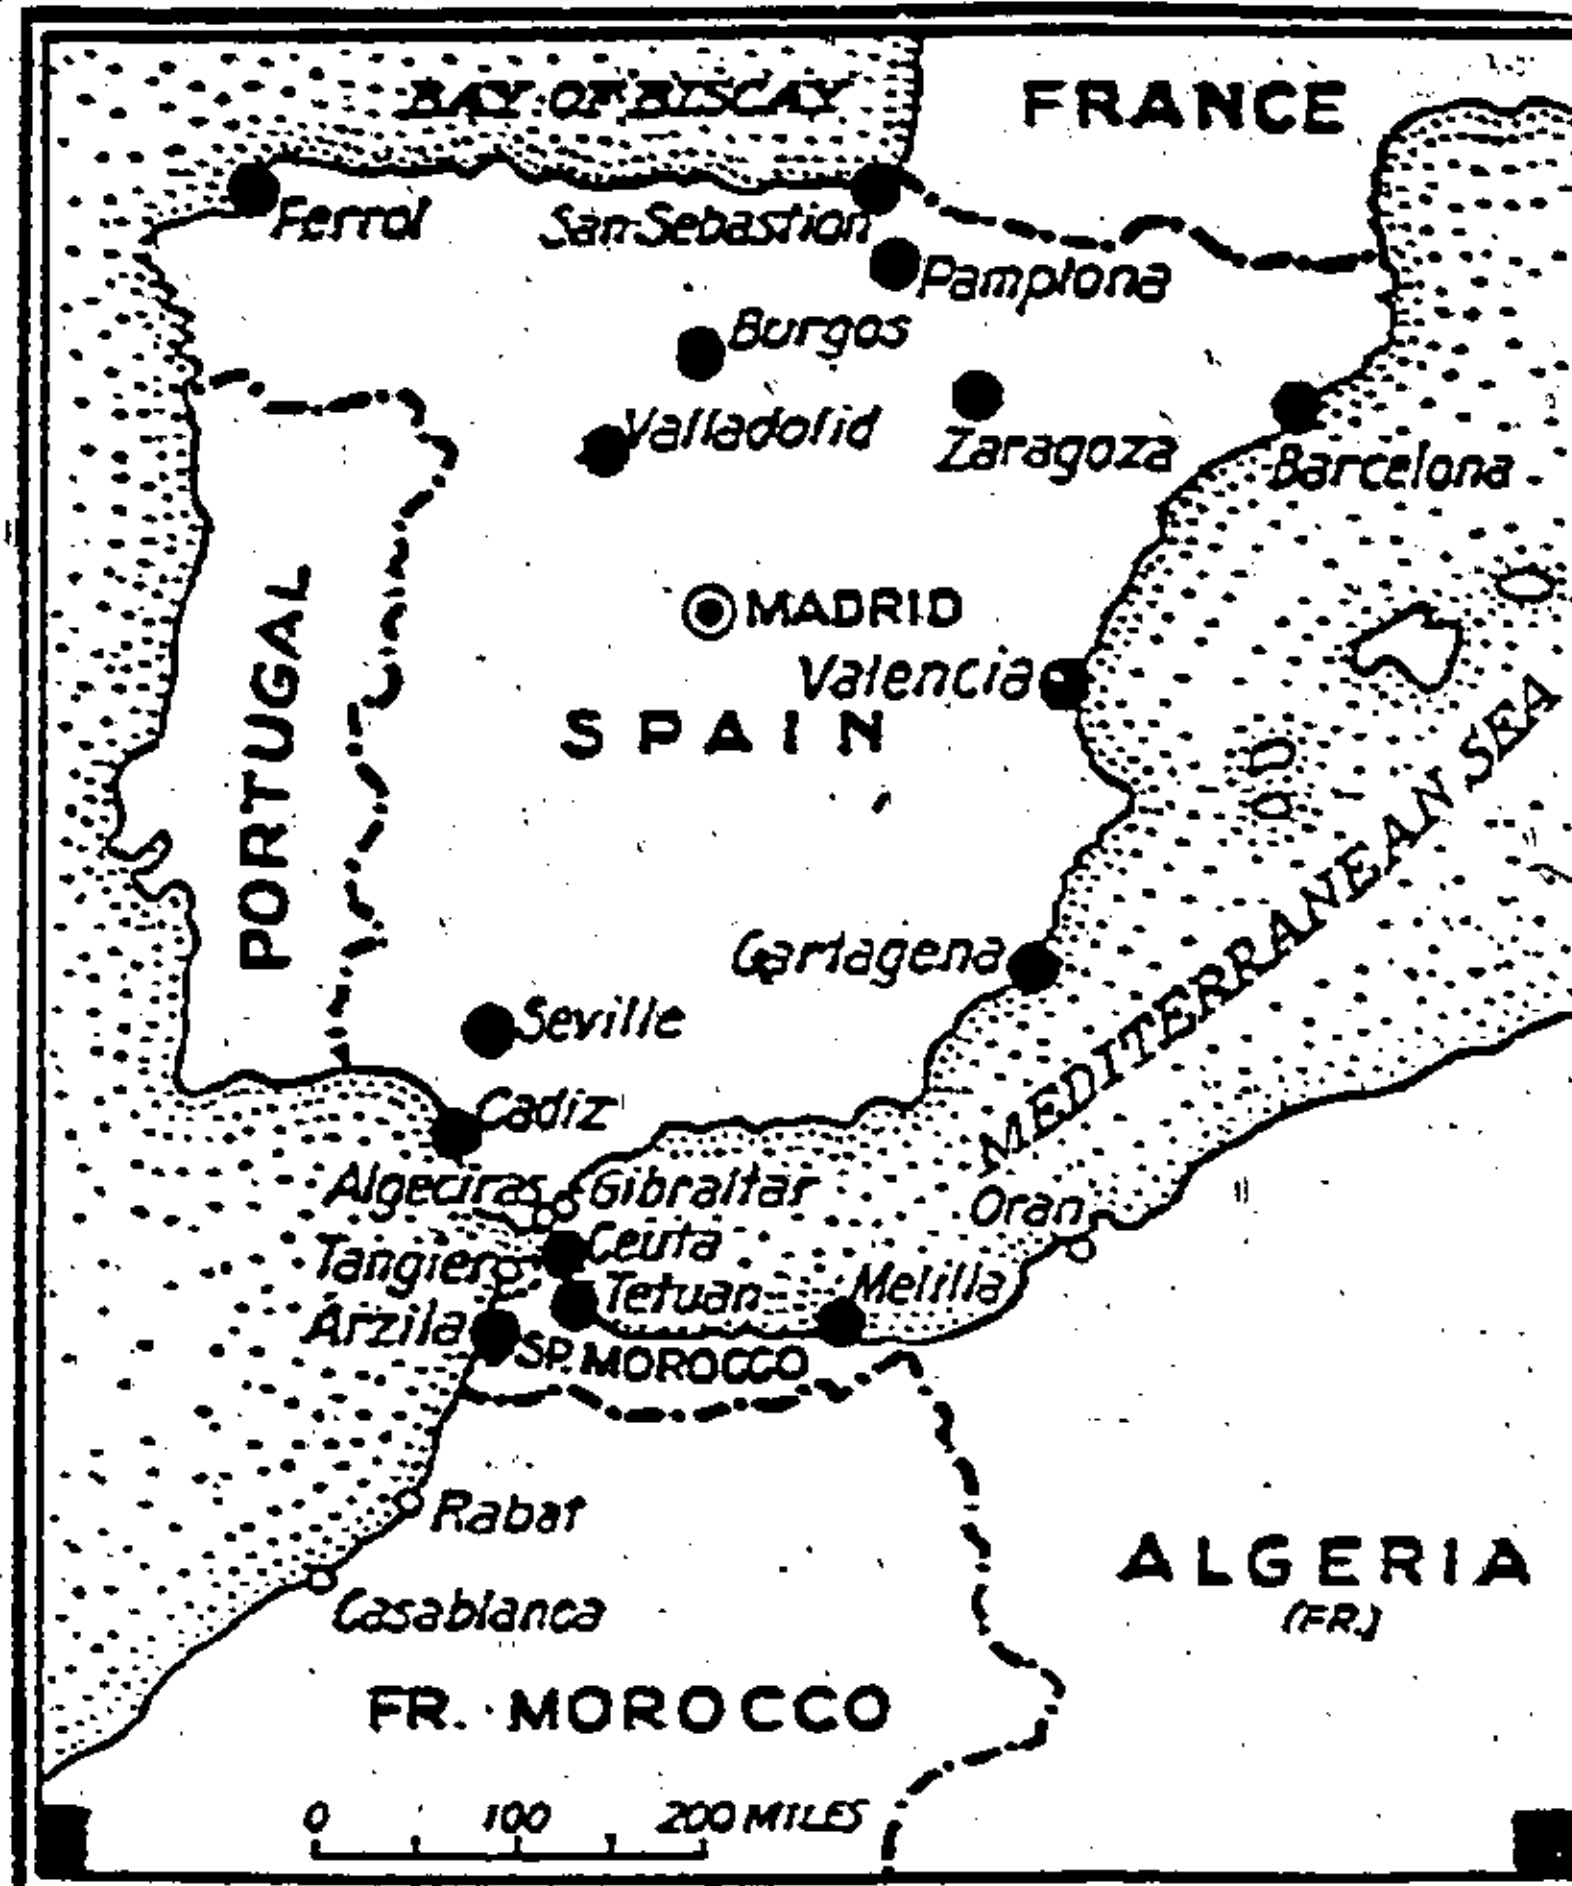 BAY OF BISCAY
FRANCE
Ferrol
San Sebastion
Pamplona
Burgos
Valladolid
Zaragoza
Barcelona
MADRID
Valencia
SPAIN
PORTUGAL
MEDITERRANEAN SEA
Cartagena
Seville
Cadiz
Algeciras
Gibraltar
Oran
Ceuta
Tangier
Tetuan
Melilla
Arzila
SP. MOROCCO
Rabat
ALGERIA
(FR.)
Casablanca
FR. MOROCCO
0 100 200 MILES